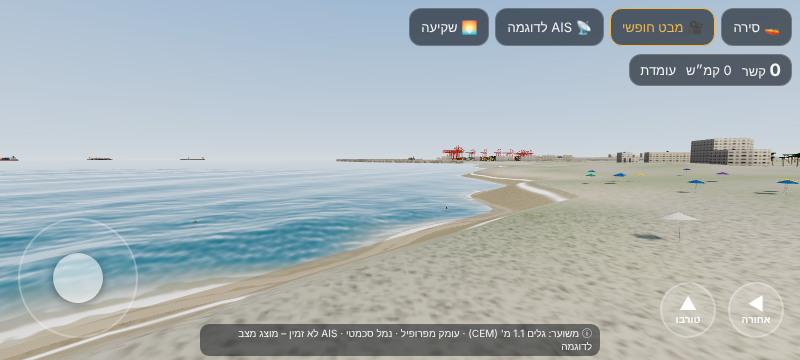 סירה
מבט חופשי
AIS לדוגמה
שקיעה
0 קשר 0 קמ״ש עומדת
טורבו
אחורה
ⓘ משוער: גלים 1.1 מ' (CEM) · עומק מפרופיל · נמל סכמטי · AIS לא זמין – מוצג מצב
לדוגמה